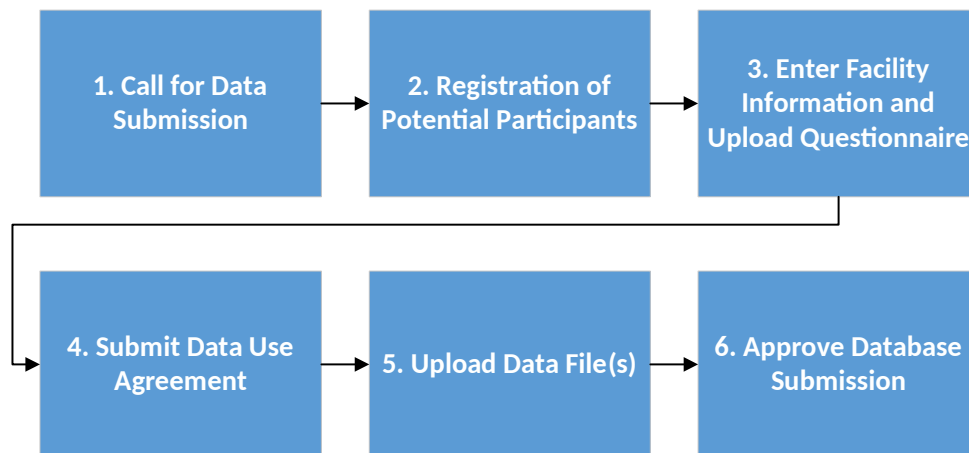 1. Call for Data
Submission
2. Registration of
Potential Participants
3. Enter Facility
Information and
Upload Questionnaire
4. Submit Data Use
Agreement
5. Upload Data File(s)
6. Approve Database
Submission